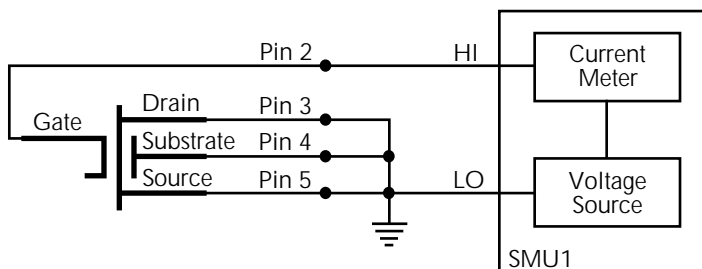 Pin 2
HI
Current
Meter
Gate
Drain
Pin 3
Substrate
Pin 4
Source
Pin 5
LO
Voltage
Source
SMU1